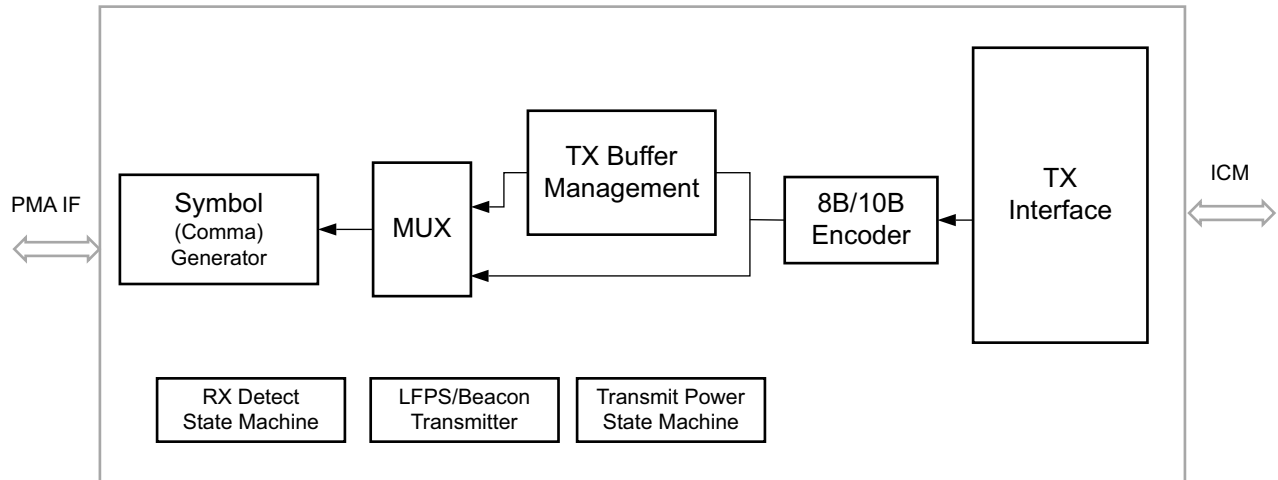 PMA IF
Symbol
(Comma)
Generator
MUX
TX Buffer
Management
8B/10B
Encoder
TX
Interface
ICM
RX Detect
State Machine
LFPS/Beacon
Transmitter
Transmit Power
State Machine